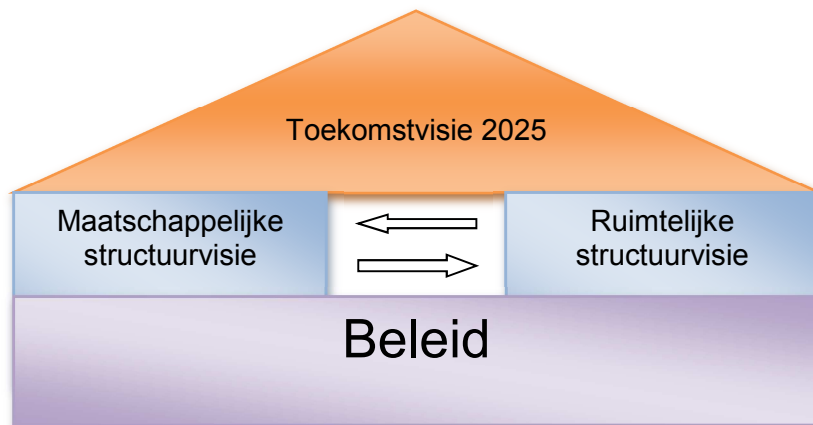 Toekomstvisie 2025
Maatschappelijke
structuurvisie
Ruimtelijke
structuurvisie
Beleid